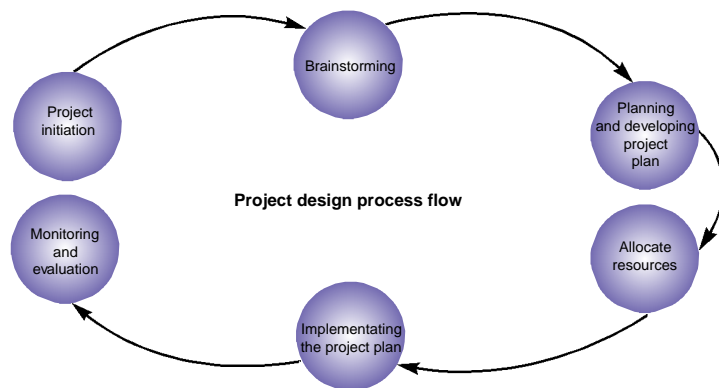 Project
initiation
Brainstorming
Planning
and developing
project
plan
Project design process flow
Monitoring
and
evaluation
Allocate
resources
Implementating
the project plan